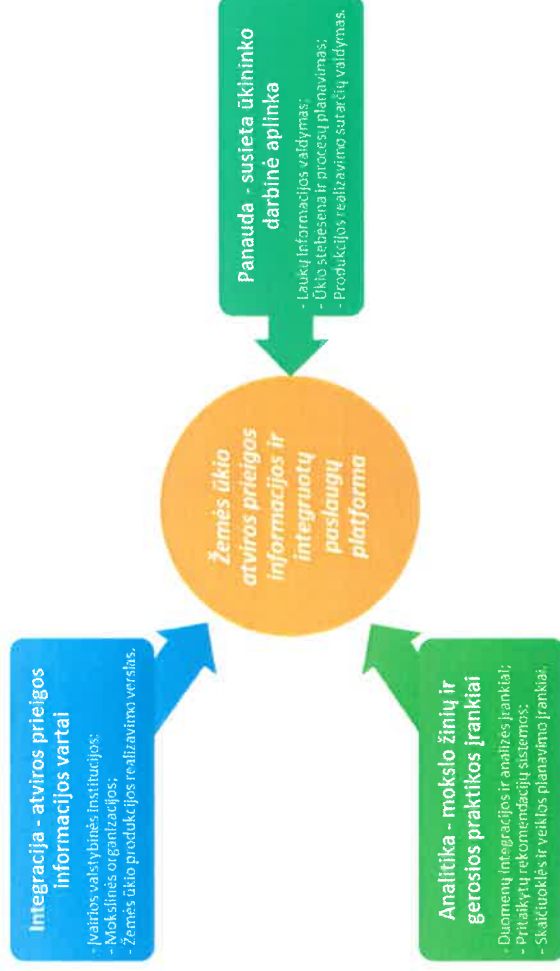 Integracija - atviros prieigos
informacijos vartai
- Įvairios valstybinės institucijos;
- Mokslinės organizacijos;
- Žemės ūkio produkcijos realizavimo verslas.
Analitika - mokslo žinių ir
gerosios praktikos įrankiai
- Duomenų integracijos ir analizės įrankiai;
- Pritaikytų rekomendacijų sistemos;
- Skaičiuoklės ir veiklos planavimo įrankiai.
Žemės ūkio
atviros prieigos
informacijos ir
integruotų
paslaugų
platforma
Panauda - susieta ūkininko
darbinė aplinka
- Laukų informacijos valdymas;
- Ūkio stebėsena ir procesų planavimas;
- Produkcijos realizavimo sutarčių valdymas.